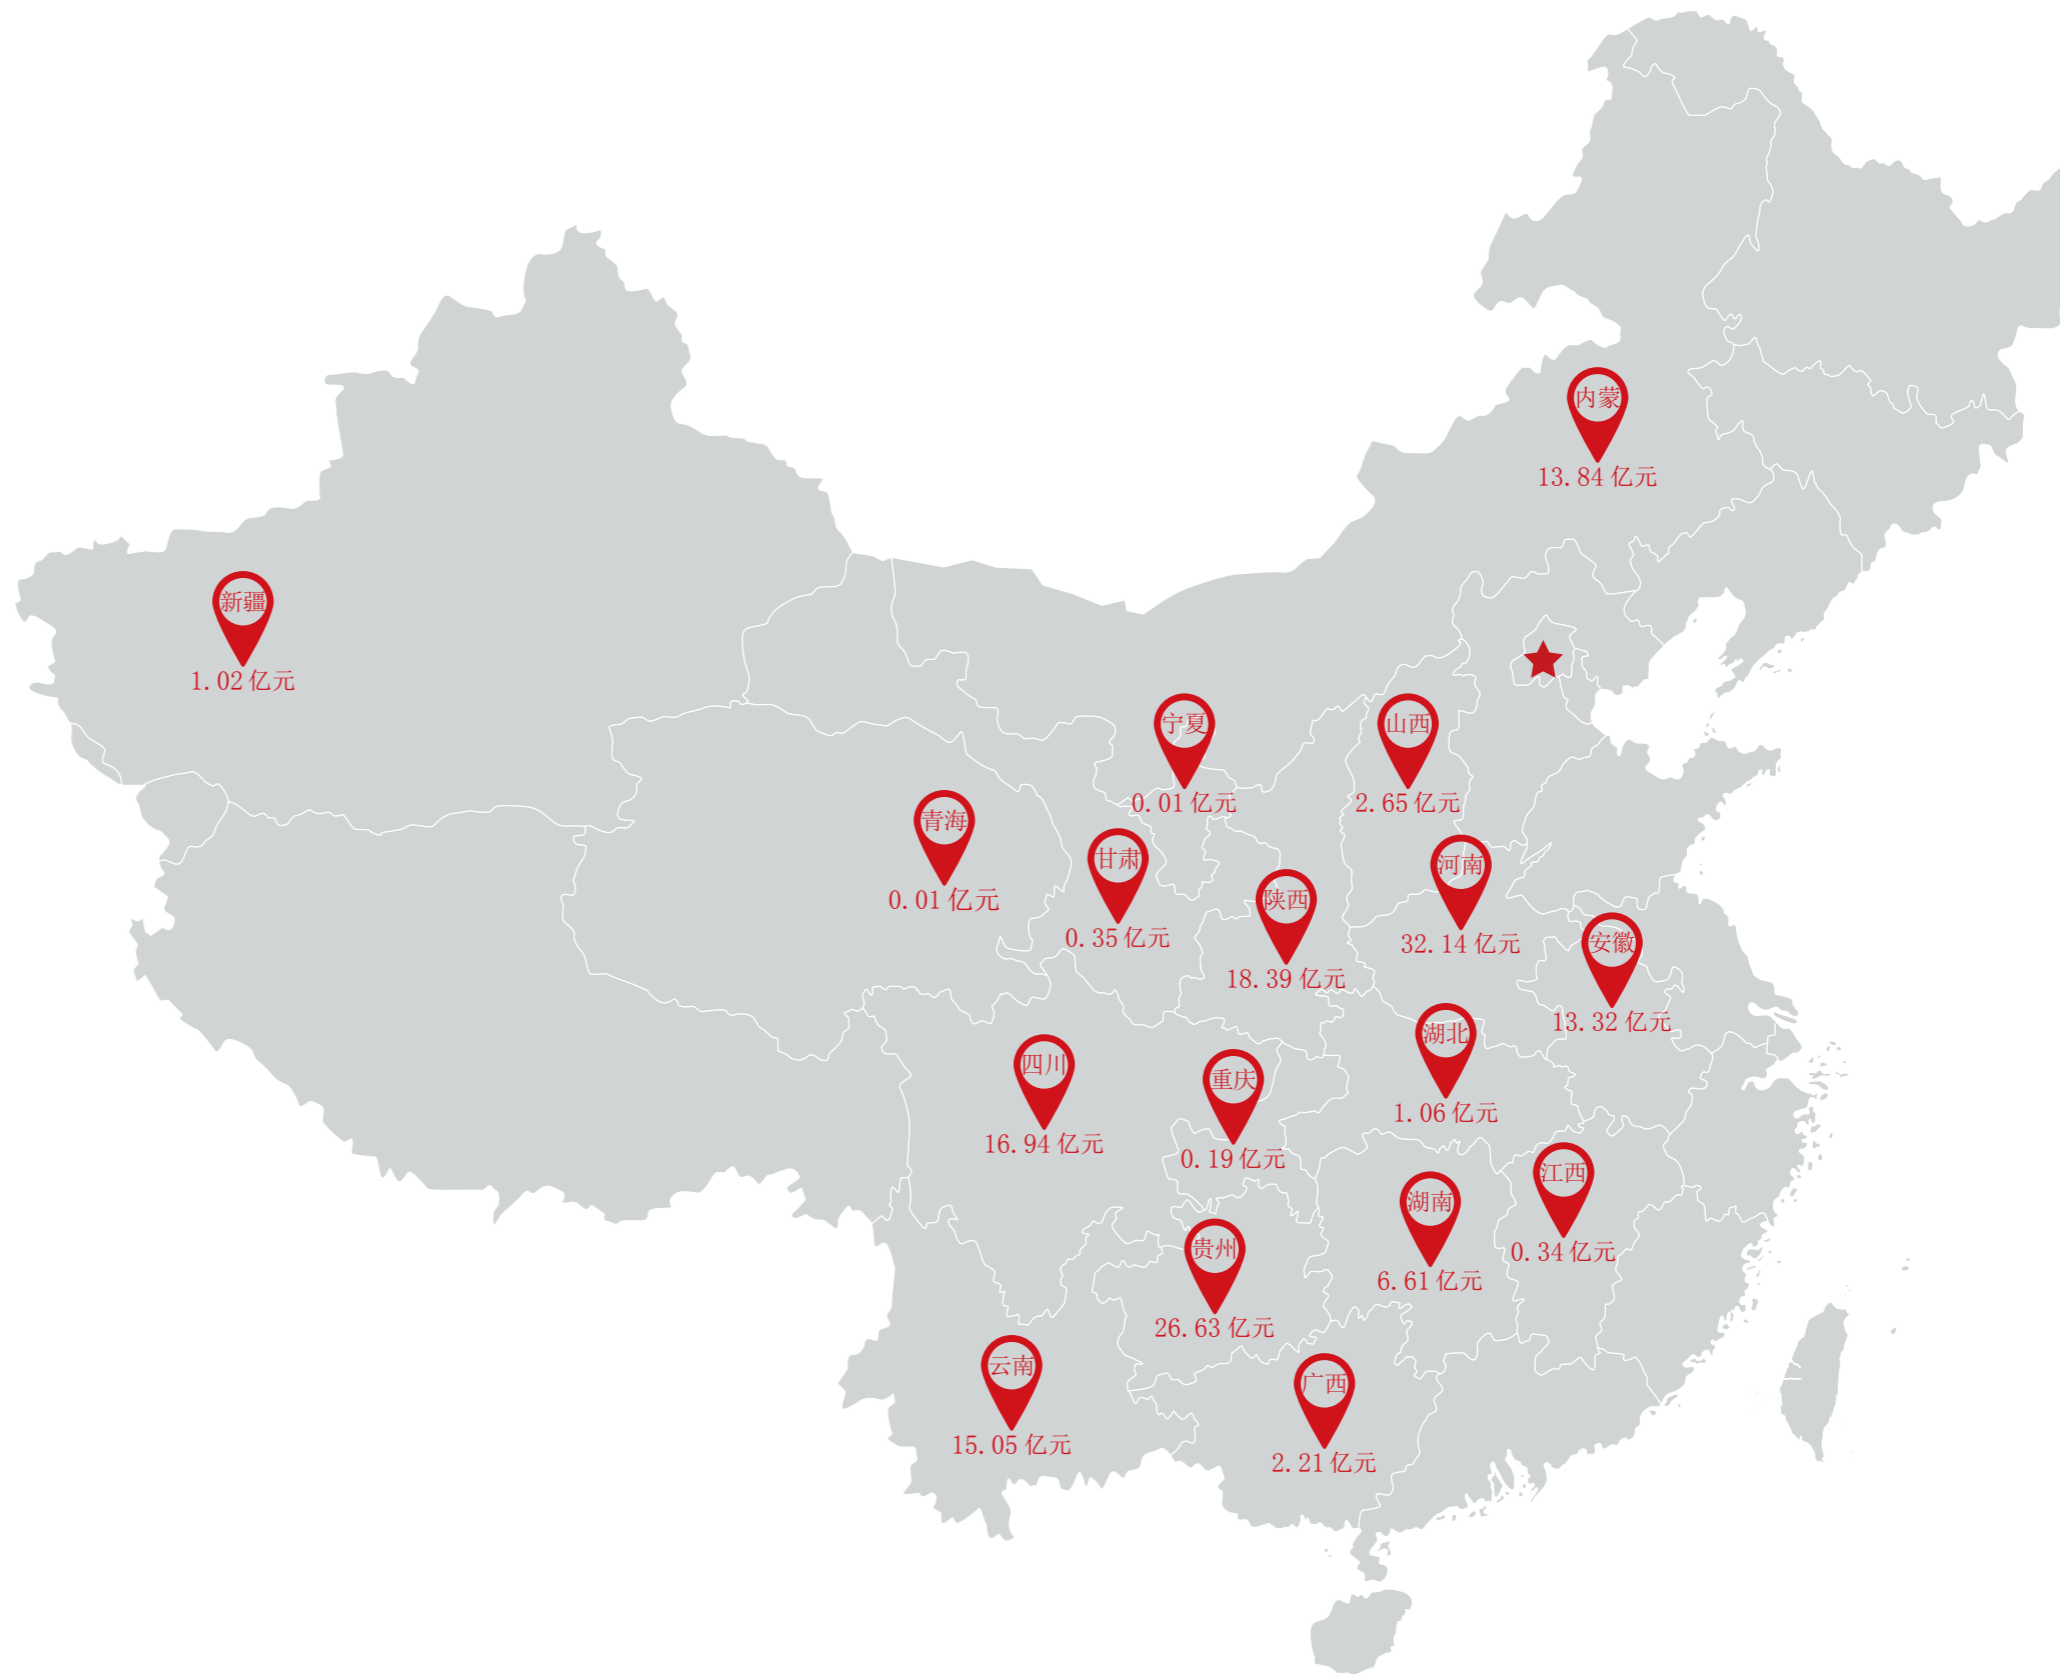 内蒙
13.84 亿元
新疆
1.02 亿元
宁夏
0.01 亿元
山西
2.65 亿元
青海
0.01 亿元
甘肃
0.35 亿元
河南
32.14 亿元
陕西
18.39 亿元
安徽
13.32 亿元
湖北
1.06 亿元
四川
16.94 亿元
重庆
0.19 亿元
江西
0.34 亿元
湖南
6.61 亿元
贵州
26.63 亿元
云南
15.05 亿元
广西
2.21 亿元